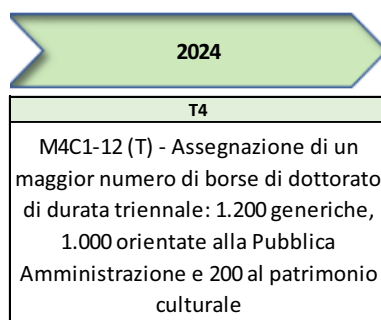 2024
T4
M4C1-12 (T) - Assegnazione di un
maggior numero di borse di dottorato
di durata triennale: 1.200 generiche,
1.000 orientate alla Pubblica
Amministrazione e 200 al patrimonio
culturale